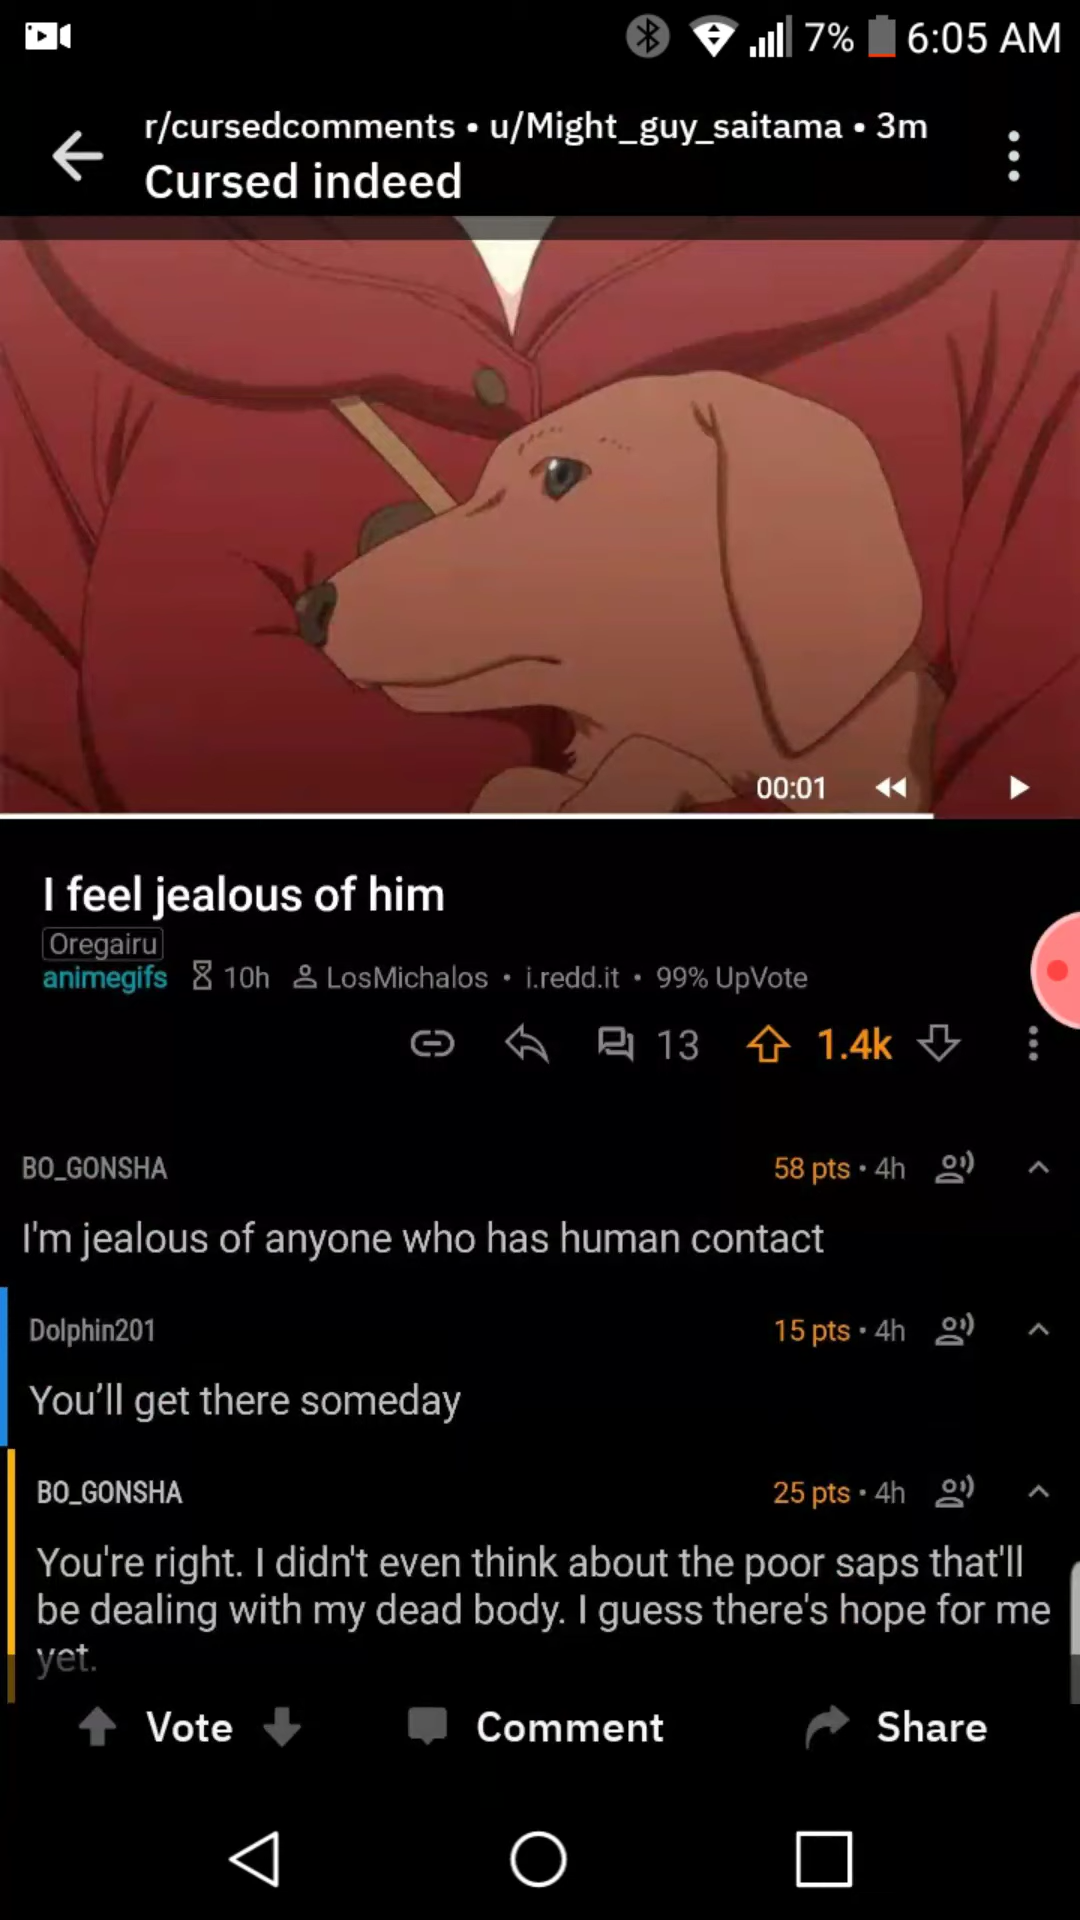 7% 6:05 AM
r/cursedcomments • u/Might_guy_saitama • 3m
Cursed indeed
00:01
I feel jealous of him
Oregairu
animegifs 10h LosMichalos • i.redd.it • 99% UpVote
13 1.4k
BO_GONSHA 58 pts • 4h
I'm jealous of anyone who has human contact
Dolphin201 15 pts • 4h
You’ll get there someday
BO_GONSHA 25 pts • 4h
You're right. I didn't even think about the poor saps that'll
be dealing with my dead body. I guess there's hope for me
yet.
Vote Comment Share